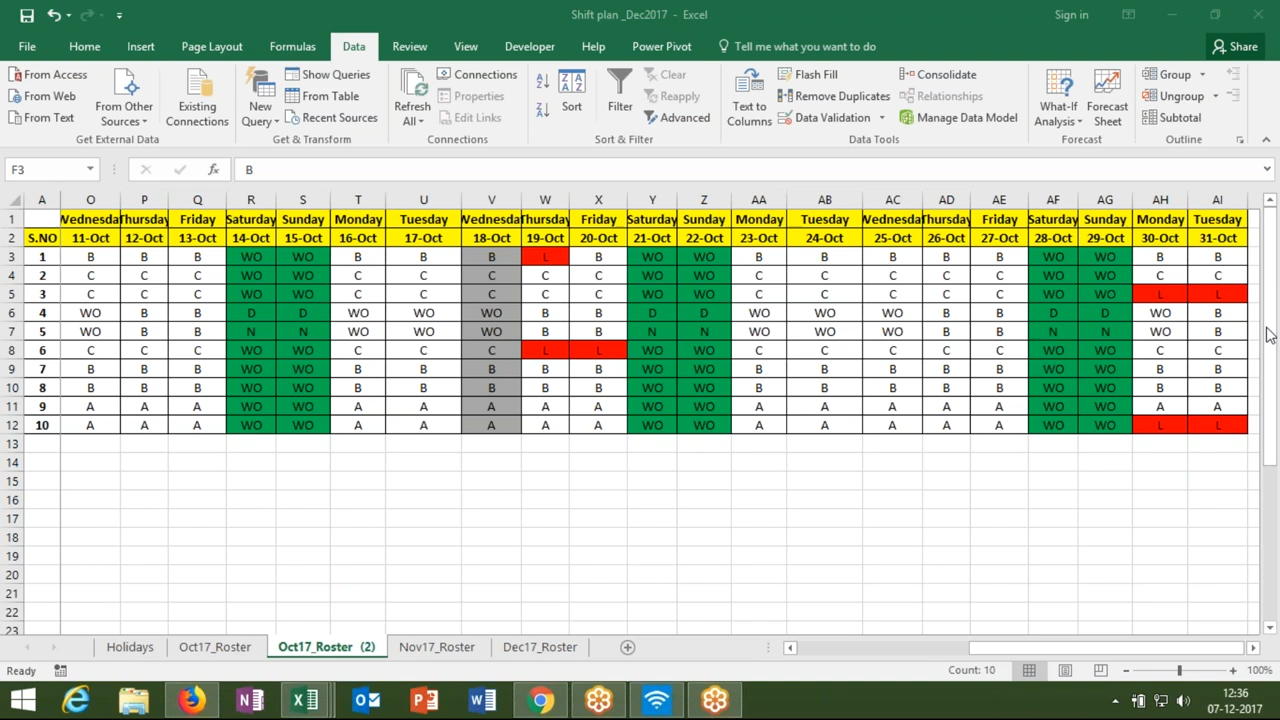 Shift plan _Dec2017 - Excel
Sign in
File Home Insert Page Layout Formulas Data Review View Developer Help Power Pivot Tell me what you want to do Share
From Access
From Web
From Text
From Other Sources
Existing Connections
Get External Data
New Query
Show Queries
From Table
Recent Sources
Get & Transform
Refresh All
Connections
Properties
Edit Links
Connections
Sort
Filter
Clear
Reapply
Advanced
Sort & Filter
Text to Columns
Flash Fill
Remove Duplicates
Data Validation
Consolidate
Relationships
Manage Data Model
Data Tools
What-If Analysis
Forecast Sheet
Forecast
Group
Ungroup
Subtotal
Outline
F3 fx B
A O P Q R S T U V W X Y Z AA AB AC AD AE AF AG AH AI
1 Wednesday Thursday Friday Saturday Sunday Monday Tuesday Wednesday Thursday Friday Saturday Sunday Monday Tuesday Wednesday Thursday Friday Saturday Sunday Monday Tuesday
2 S.NO 11-Oct 12-Oct 13-Oct 14-Oct 15-Oct 16-Oct 17-Oct 18-Oct 19-Oct 20-Oct 21-Oct 22-Oct 23-Oct 24-Oct 25-Oct 26-Oct 27-Oct 28-Oct 29-Oct 30-Oct 31-Oct
3 1 B B B WO WO B B B L B WO WO B B B B B WO WO B B
4 2 C C C WO WO C C C C C WO WO C C C C C WO WO C C
5 3 C C C WO WO C C C C C WO WO C C C C C WO WO L L
6 4 WO B B D D WO WO WO B B D D WO WO WO B B D D WO B
7 5 WO B B N N WO WO WO B B N N WO WO WO B B N N WO B
8 6 C C C WO WO C C C L L WO WO C C C C C WO WO C C
9 7 B B B WO WO B B B B B WO WO B B B B B WO WO B B
10 8 B B B WO WO B B B B B WO WO B B B B B WO WO B B
11 9 A A A WO WO A A A A A WO WO A A A A A WO WO A A
12 10 A A A WO WO A A A A A WO WO A A A A A WO WO L L
13
14
15
16
17
18
19
20
21
22
23
Holidays Oct17_Roster Oct17_Roster (2) Nov17_Roster Dec17_Roster
Ready Count: 10 100%
12:36
07-12-2017